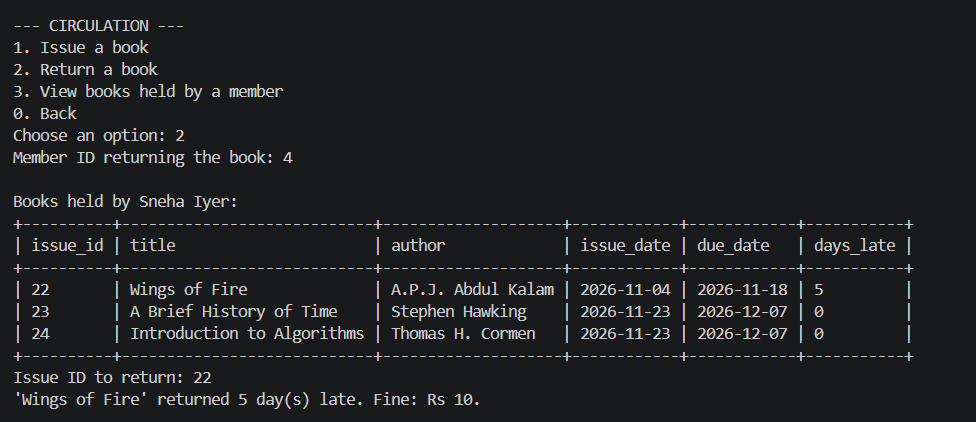 --- CIRCULATION ---
1. Issue a book
2. Return a book
3. View books held by a member
0. Back
Choose an option: 2
Member ID returning the book: 4

Books held by Sneha Iyer:
+----------+----------------------------+--------------------+------------+------------+-----------+
| issue_id | title                      | author             | issue_date | due_date   | days_late |
+----------+----------------------------+--------------------+------------+------------+-----------+
| 22       | Wings of Fire              | A.P.J. Abdul Kalam | 2026-11-04 | 2026-11-18 | 5         |
| 23       | A Brief History of Time    | Stephen Hawking    | 2026-11-23 | 2026-12-07 | 0         |
| 24       | Introduction to Algorithms | Thomas H. Cormen   | 2026-11-23 | 2026-12-07 | 0         |
+----------+----------------------------+--------------------+------------+------------+-----------+
Issue ID to return: 22
'Wings of Fire' returned 5 day(s) late. Fine: Rs 10.